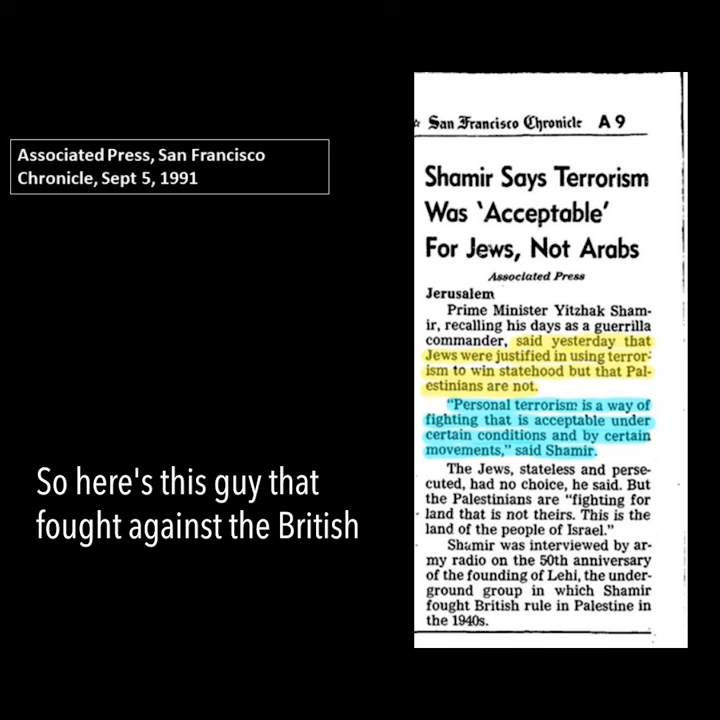 Associated Press, San Francisco
Chronicle, Sept 5, 1991
San Francisco Chronicle A 9
Shamir Says Terrorism
Was 'Acceptable'
For Jews, Not Arabs
Associated Press
Jerusalem
Prime Minister Yitzhak Sham-
ir, recalling his days as a guerrilla
commander, said yesterday that
Jews were justified in using terror-
ism to win statehood but that Pal-
estinians are not.
"Personal terrorism is a way of
fighting that is acceptable under
certain conditions and by certain
movements," said Shamir.
The Jews, stateless and perse-
cuted, had no choice, he said. But
the Palestinians are "fighting for
land that is not theirs. This is the
land of the people of Israel."
Shamir was interviewed by ar-
my radio on the 50th anniversary
of the founding of Lehi, the under-
ground group in which Shamir
fought British rule in Palestine in
the 1940s.
So here's this guy that
fought against the British